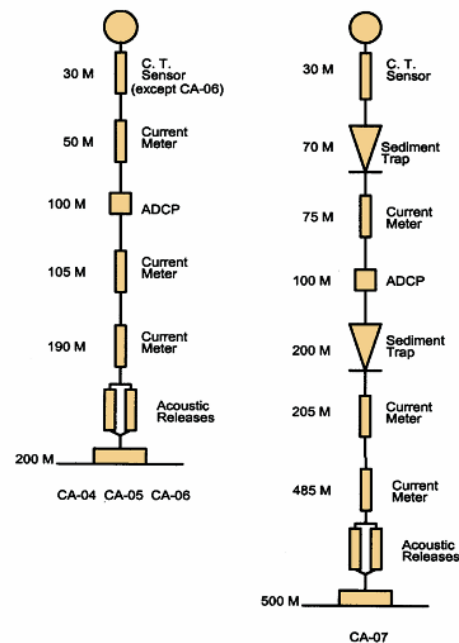 30 M
C. T.
Sensor
(except CA-06)
50 M
Current
Meter
100 M
ADCP
105 M
Current
Meter
190 M
Current
Meter
Acoustic
Releases
200 M
CA-04 CA-05 CA-06
30 M
C. T.
Sensor
70 M
Sediment
Trap
75 M
Current
Meter
100 M
ADCP
200 M
Sediment
Trap
205 M
Current
Meter
485 M
Current
Meter
Acoustic
Releases
500 M
CA-07